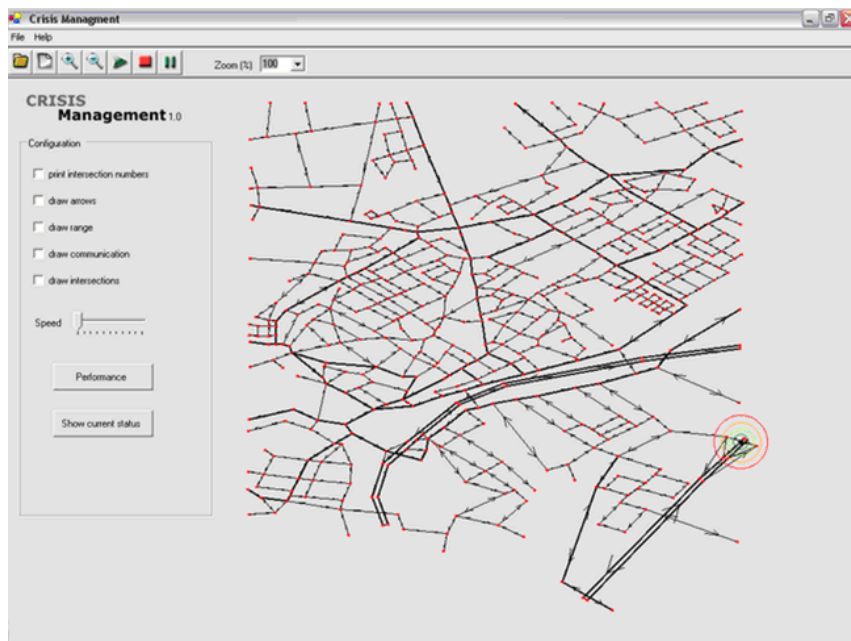 Crisis Managment
File Help
Zoom (%) 100
CRISIS
Management 1.0
Configuration
print intersection numbers
draw arrows
draw range
draw communication
draw intersections
Speed
Performance
Show current status